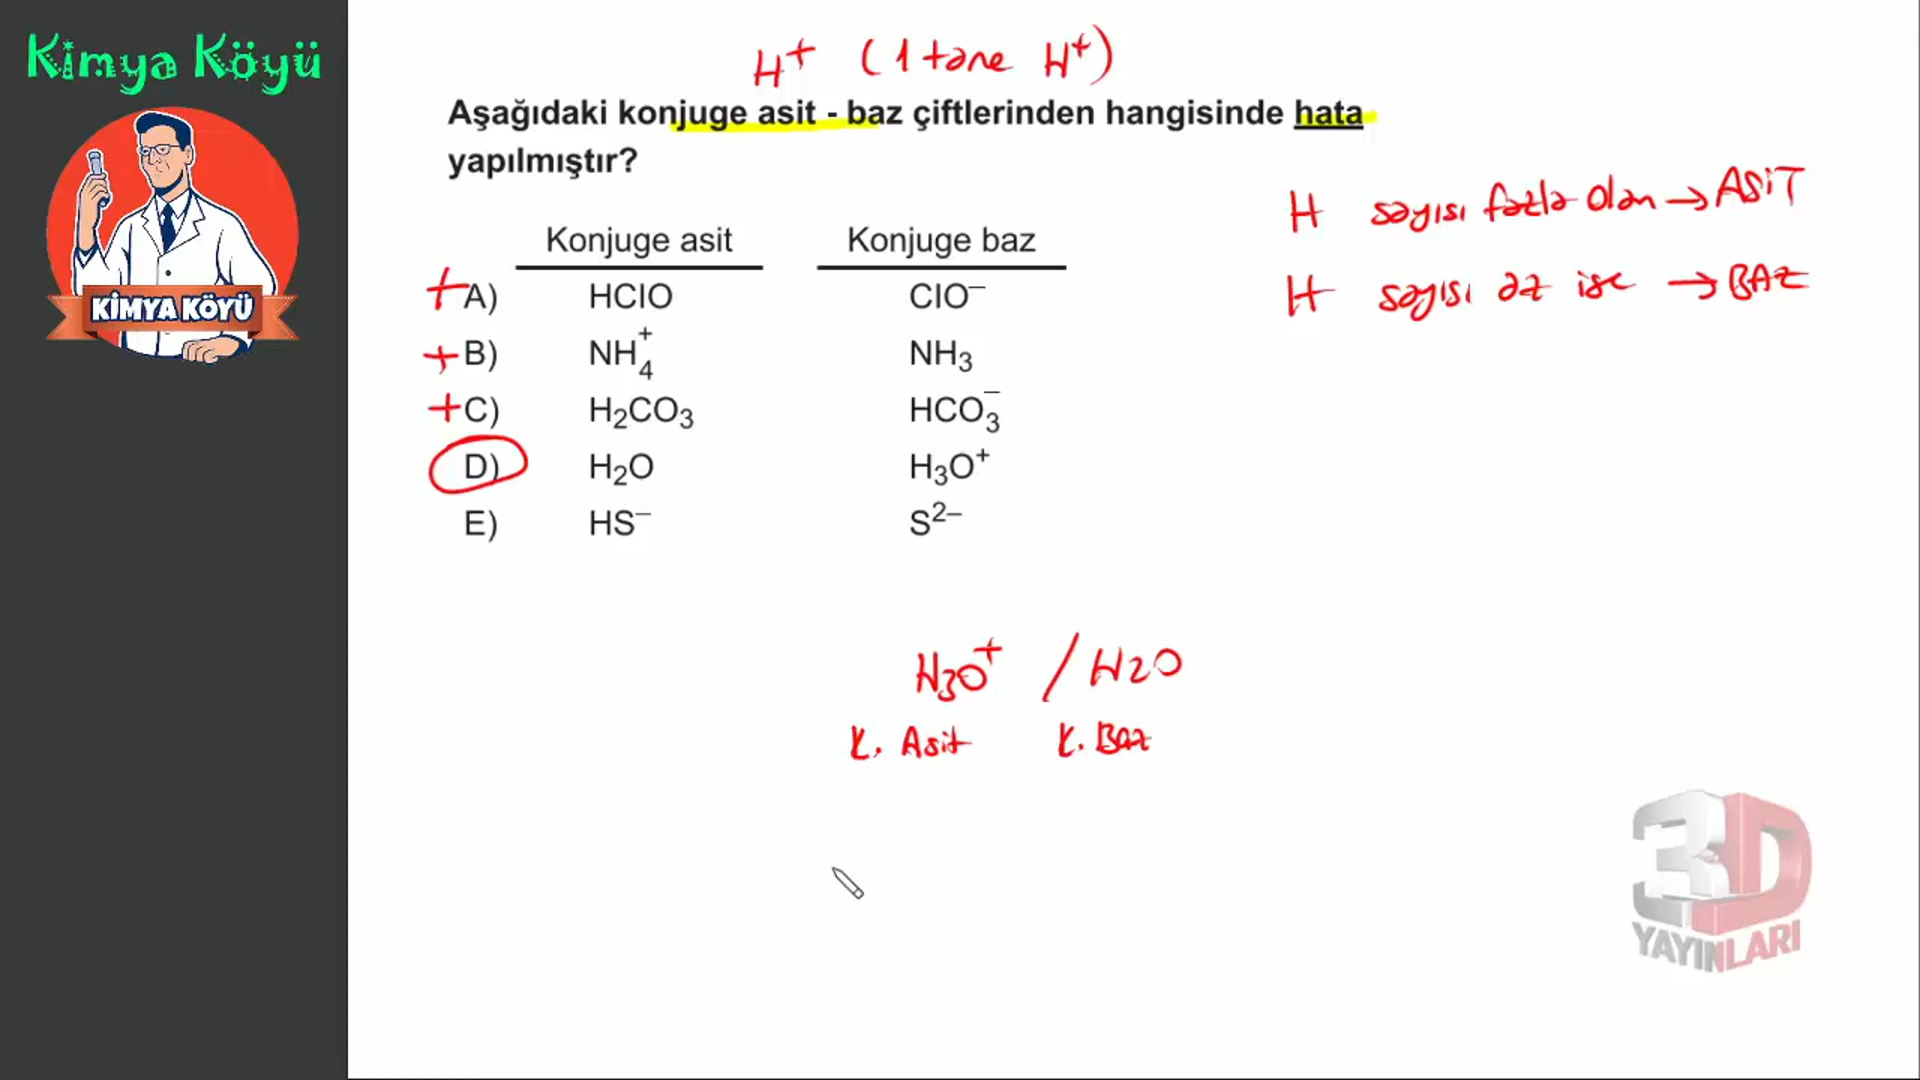 Kimya Köyü
KİMYA KÖYÜ
H+ (1 tane H+)
Aşağıdaki konjuge asit - baz çiftlerinden hangisinde hata
yapılmıştır?
H sayısı fazla olan → ASİT
H sayısı az ise → BAZ
Konjuge asit Konjuge baz
+ A) HClO ClO⁻
+ B) NH₄⁺ NH₃
+ C) H₂CO₃ HCO₃⁻
D) H₂O H₃O⁺
E) HS⁻ S²⁻
H₃O⁺ / H₂O
K. Asit K. Baz
3D
YAYINLARI